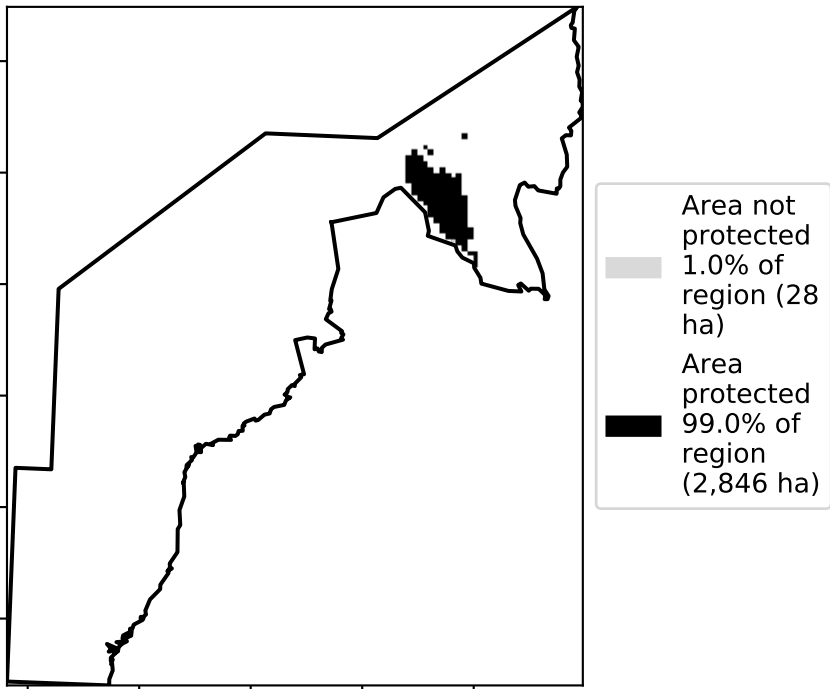 Area not
protected
1.0% of
region (28
ha)
Area
protected
99.0% of
region
(2,846 ha)